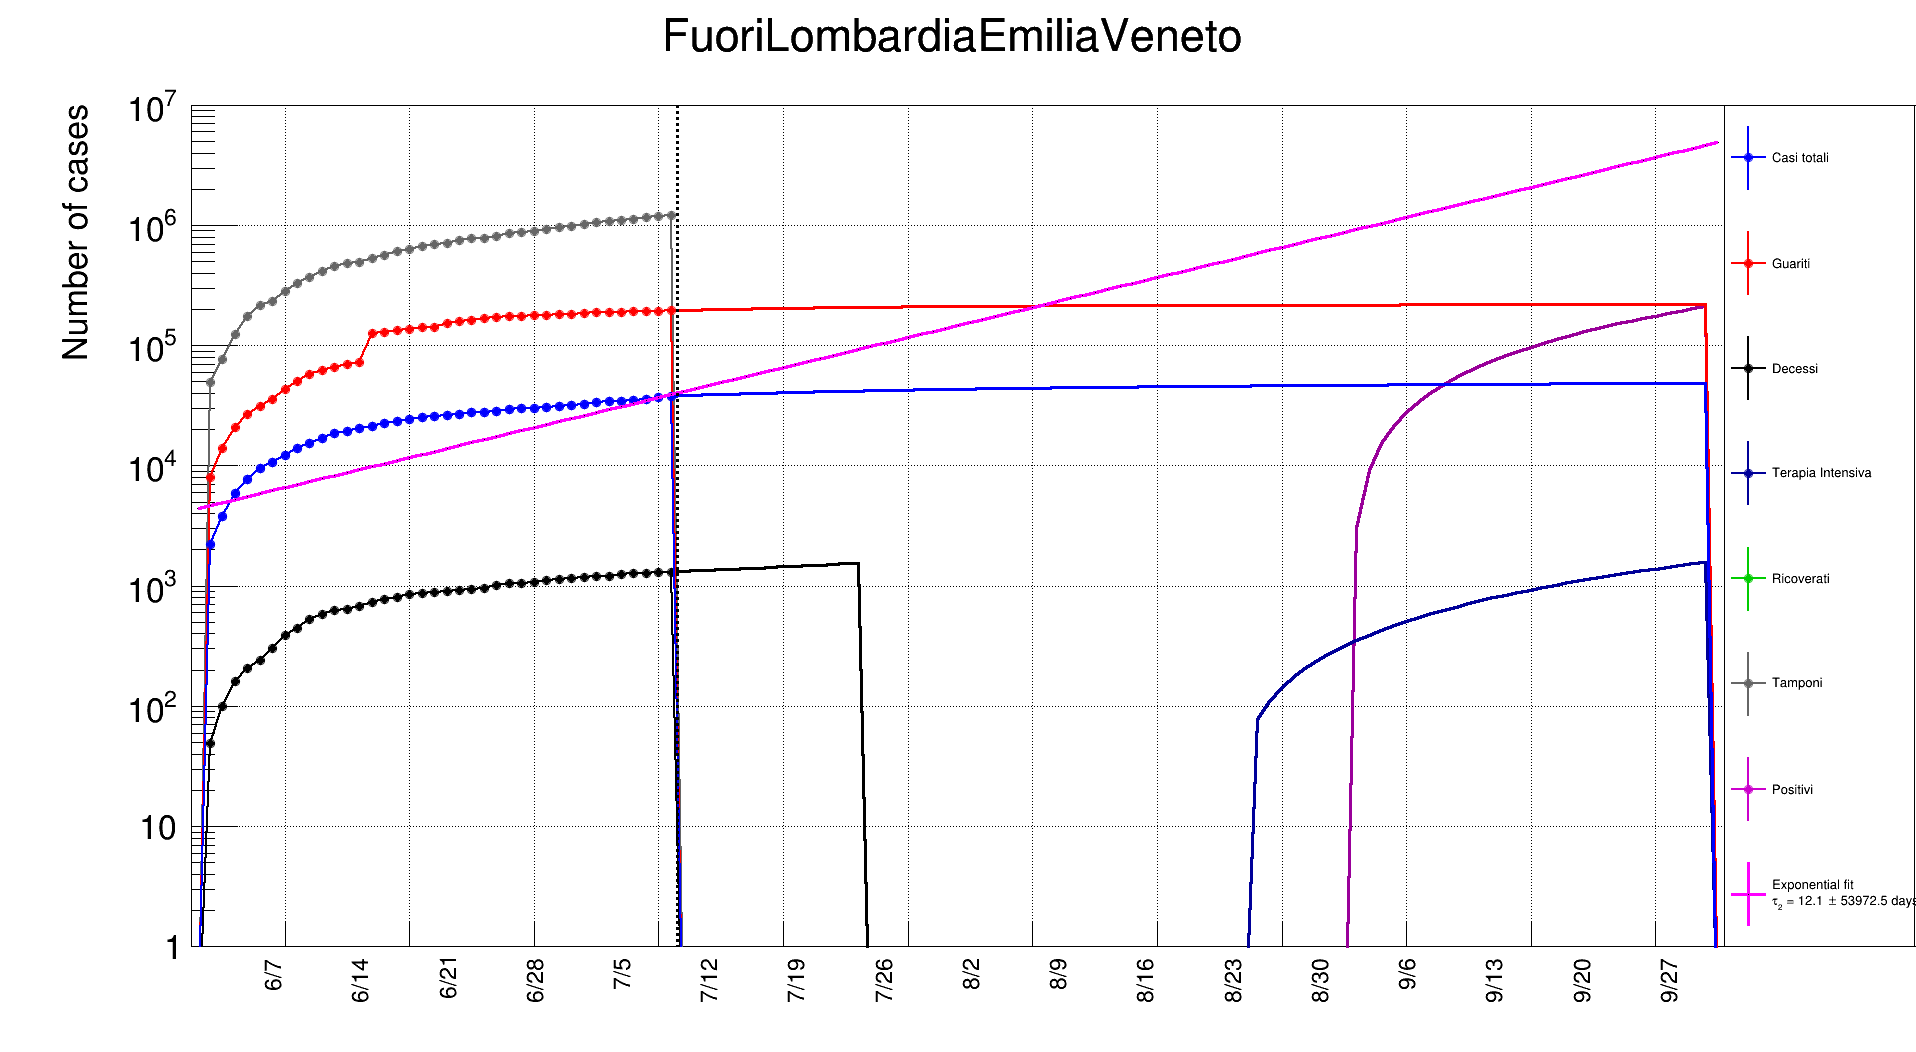 FuoriLombardiaEmiliaVeneto
Number of cases
10^7
10^6
10^5
10^4
10^3
10^2
10
1
6/7 6/14 6/21 6/28 7/5 7/12 7/19 7/26 8/2 8/9 8/16 8/23 8/30 9/6 9/13 9/20 9/27
Casi totali
Guariti
Decessi
Terapia Intensiva
Ricoverati
Tamponi
Positivi
Exponential fit
τ_2 = 12.1 ± 53972.5 days